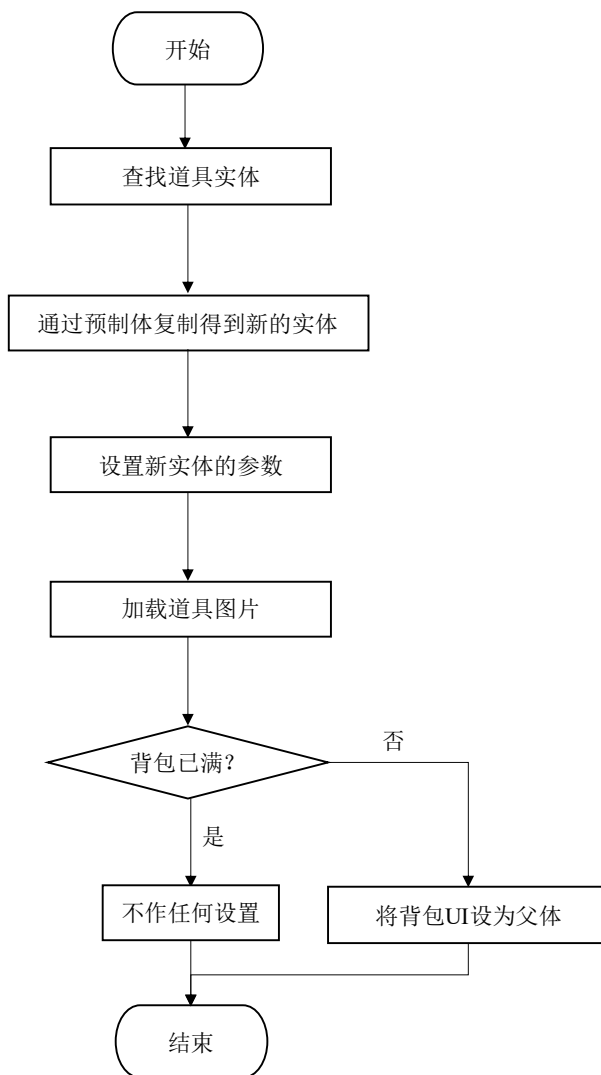 开始
查找道具实体
通过预制体复制得到新的实体
设置新实体的参数
加载道具图片
背包已满？
否
是
不作任何设置
将背包UI设为父体
结束